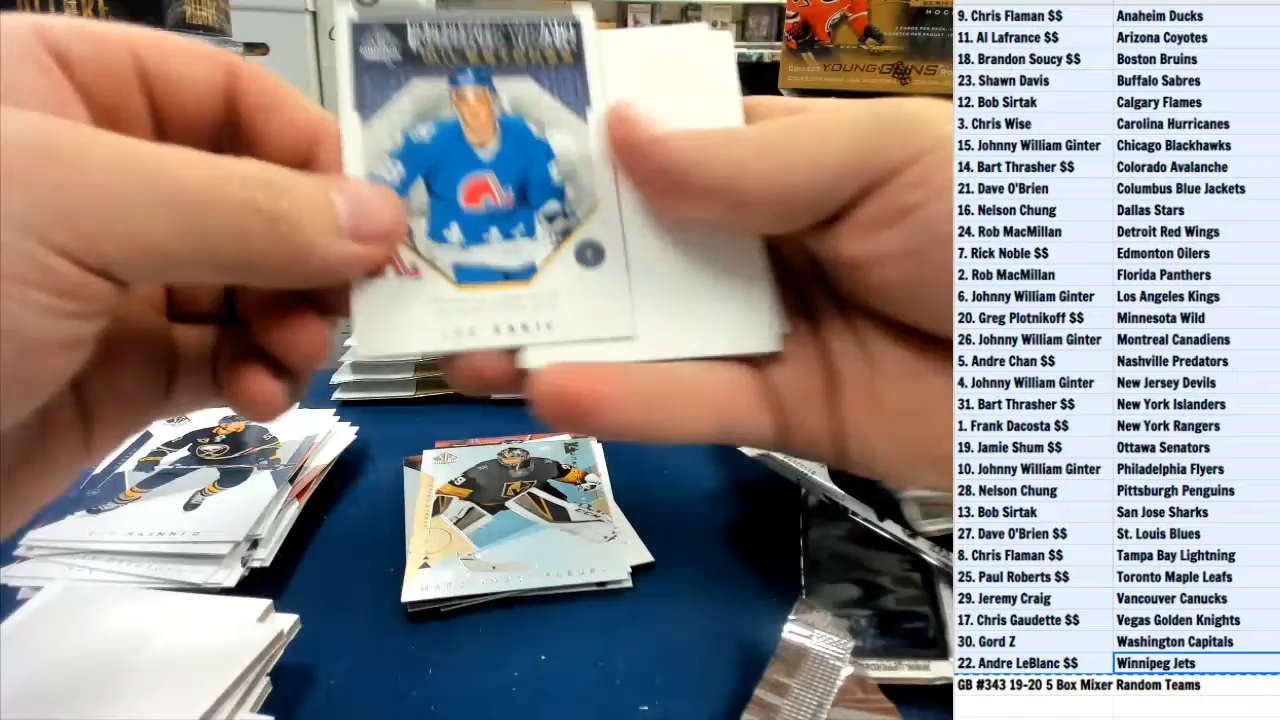 9. Chris Flaman $$ Anaheim Ducks
11. Al Lafrance $$ Arizona Coyotes
18. Brandon Soucy $$ Boston Bruins
23. Shawn Davis Buffalo Sabres
12. Bob Sirtak Calgary Flames
3. Chris Wise Carolina Hurricanes
15. Johnny William Ginter Chicago Blackhawks
14. Bart Thrasher $$ Colorado Avalanche
21. Dave O'Brien Columbus Blue Jackets
16. Nelson Chung Dallas Stars
24. Rob MacMillan Detroit Red Wings
7. Rick Noble $$ Edmonton Oilers
2. Rob MacMillan Florida Panthers
6. Johnny William Ginter Los Angeles Kings
20. Greg Plotnikoff $$ Minnesota Wild
26. Johnny William Ginter Montreal Canadiens
5. Andre Chan $$ Nashville Predators
4. Johnny William Ginter New Jersey Devils
31. Bart Thrasher $$ New York Islanders
1. Frank Dacosta $$ New York Rangers
19. Jamie Shum $$ Ottawa Senators
10. Johnny William Ginter Philadelphia Flyers
28. Nelson Chung Pittsburgh Penguins
13. Bob Sirtak San Jose Sharks
27. Dave O'Brien $$ St. Louis Blues
8. Chris Flaman $$ Tampa Bay Lightning
25. Paul Roberts $$ Toronto Maple Leafs
29. Jeremy Craig Vancouver Canucks
17. Chris Gaudette $$ Vegas Golden Knights
30. Gord Z Washington Capitals
22. Andre LeBlanc $$ Winnipeg Jets
GB #343 19-20 5 Box Mixer Random Teams
YOUNG GUNS
SKINNER